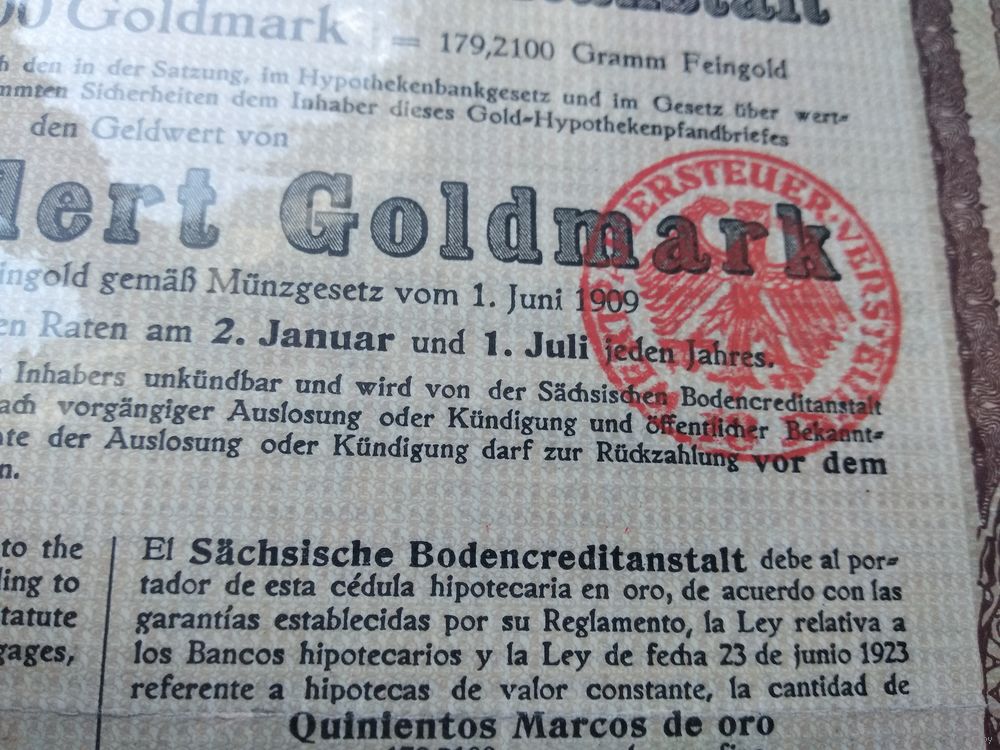 00 Goldmark = 179,2100 Gramm Feingold
den in der Satzung, im Hypothekenbankgesetz und im Gesetz über wert=
Sicherheiten dem Inhaber dieses Gold=Hypothekenpfandbriefes
den Geldwert von
dert Goldmark
ingold gemäß Münzgesetz vom 1. Juni 1909
en Raten am 2. Januar und 1. Juli jeden Jahres.
Inhabers unkündbar und wird von der Sächsischen Bodencreditanstalt
ach vorgängiger Auslosung oder Kündigung und öffentlicher Bekannt=
te der Auslosung oder Kündigung darf zur Rückzahlung vor dem
n.
to the
ling to
tatute
gages,
El Sächsische Bodencreditanstalt debe al por=
tador de esta cédula hipotecaria en oro, de acuerdo con las
garantías establecidas por su Reglamento, la Ley relativa a
los Bancos hipotecarios y la Ley de fecha 23 de junio 1923
referente a hipotecas de valor constante, la cantidad de
Quinientos Marcos de oro